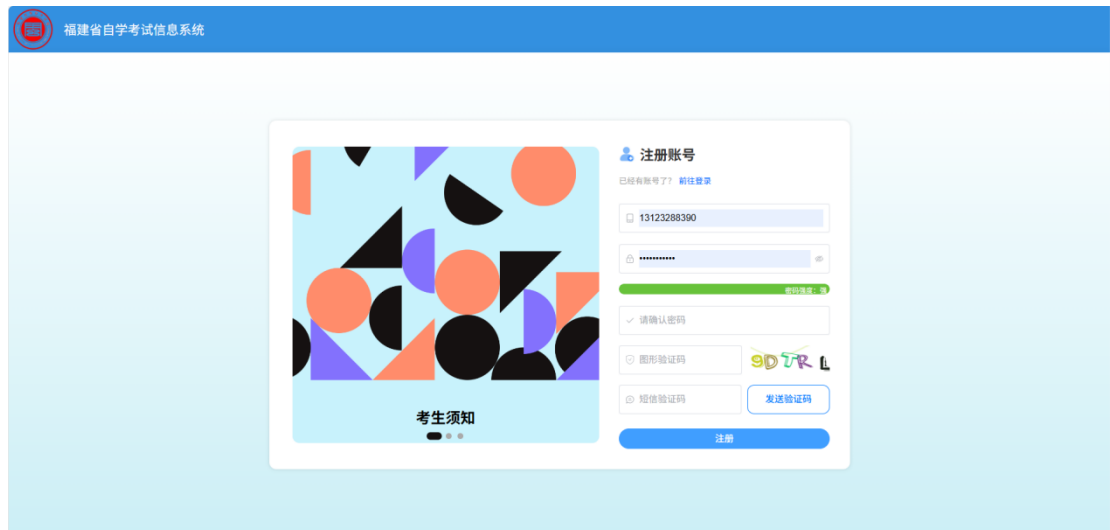 福建省自学考试信息系统
注册账号
已经有账号了? 前往登录
13123288390
•••••••••••
密码强度：强
请确认密码
图形验证码
9DTR
短信验证码
发送验证码
注册
考生须知